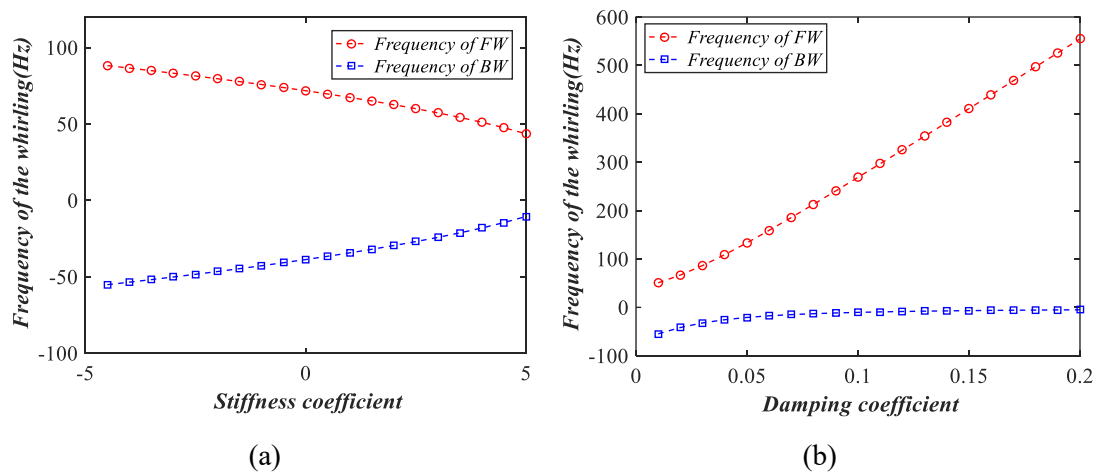 Frequency of the whirling(Hz)
100
50
0
-50
-100
-5
0
5
Stiffness coefficient
Frequency of FW
Frequency of BW
(a)
Frequency of the whirling(Hz)
600
500
400
300
200
100
0
-100
0
0.05
0.1
0.15
0.2
Damping coefficient
Frequency of FW
Frequency of BW
(b)